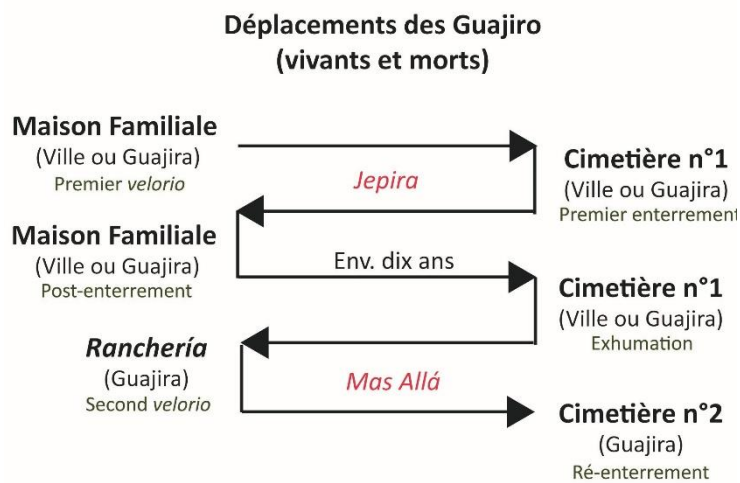 Déplacements des Guajiro
(vivants et morts)
Maison Familiale
(Ville ou Guajira)
Premier velorio
Jepira
Cimetière n°1
(Ville ou Guajira)
Premier enterrement
Maison Familiale
(Ville ou Guajira)
Post-enterrement
Env. dix ans
Cimetière n°1
(Ville ou Guajira)
Exhumation
Ranchería
(Guajira)
Second velorio
Mas Allá
Cimetière n°2
(Guajira)
Ré-enterrement